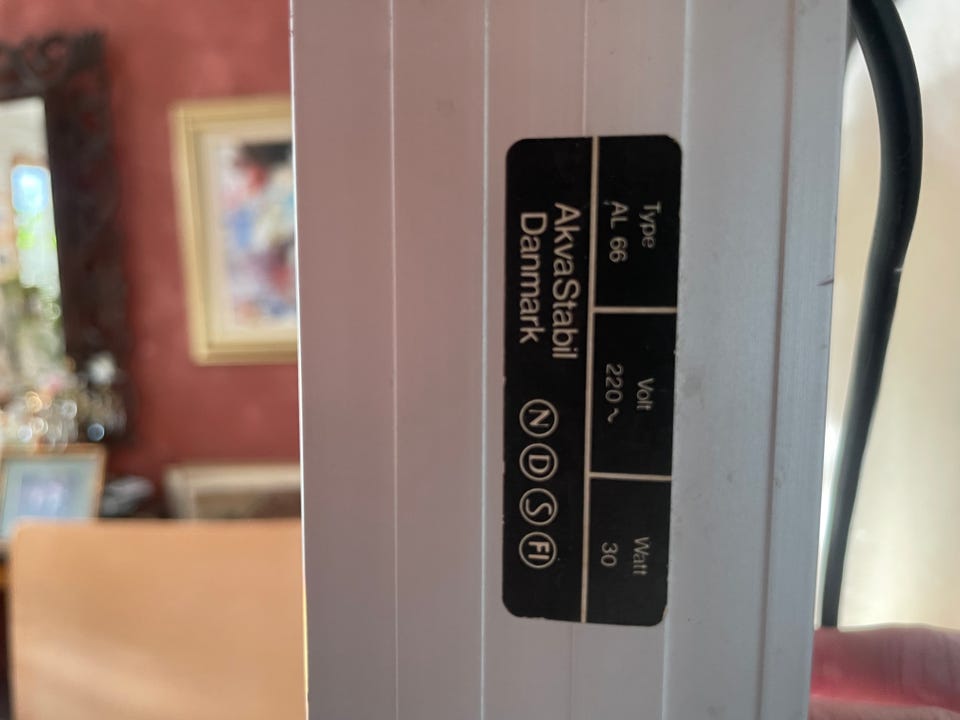 Type
AL 66
Volt
220~
Watt
30
AkvaStabil
Danmark
N D S FI